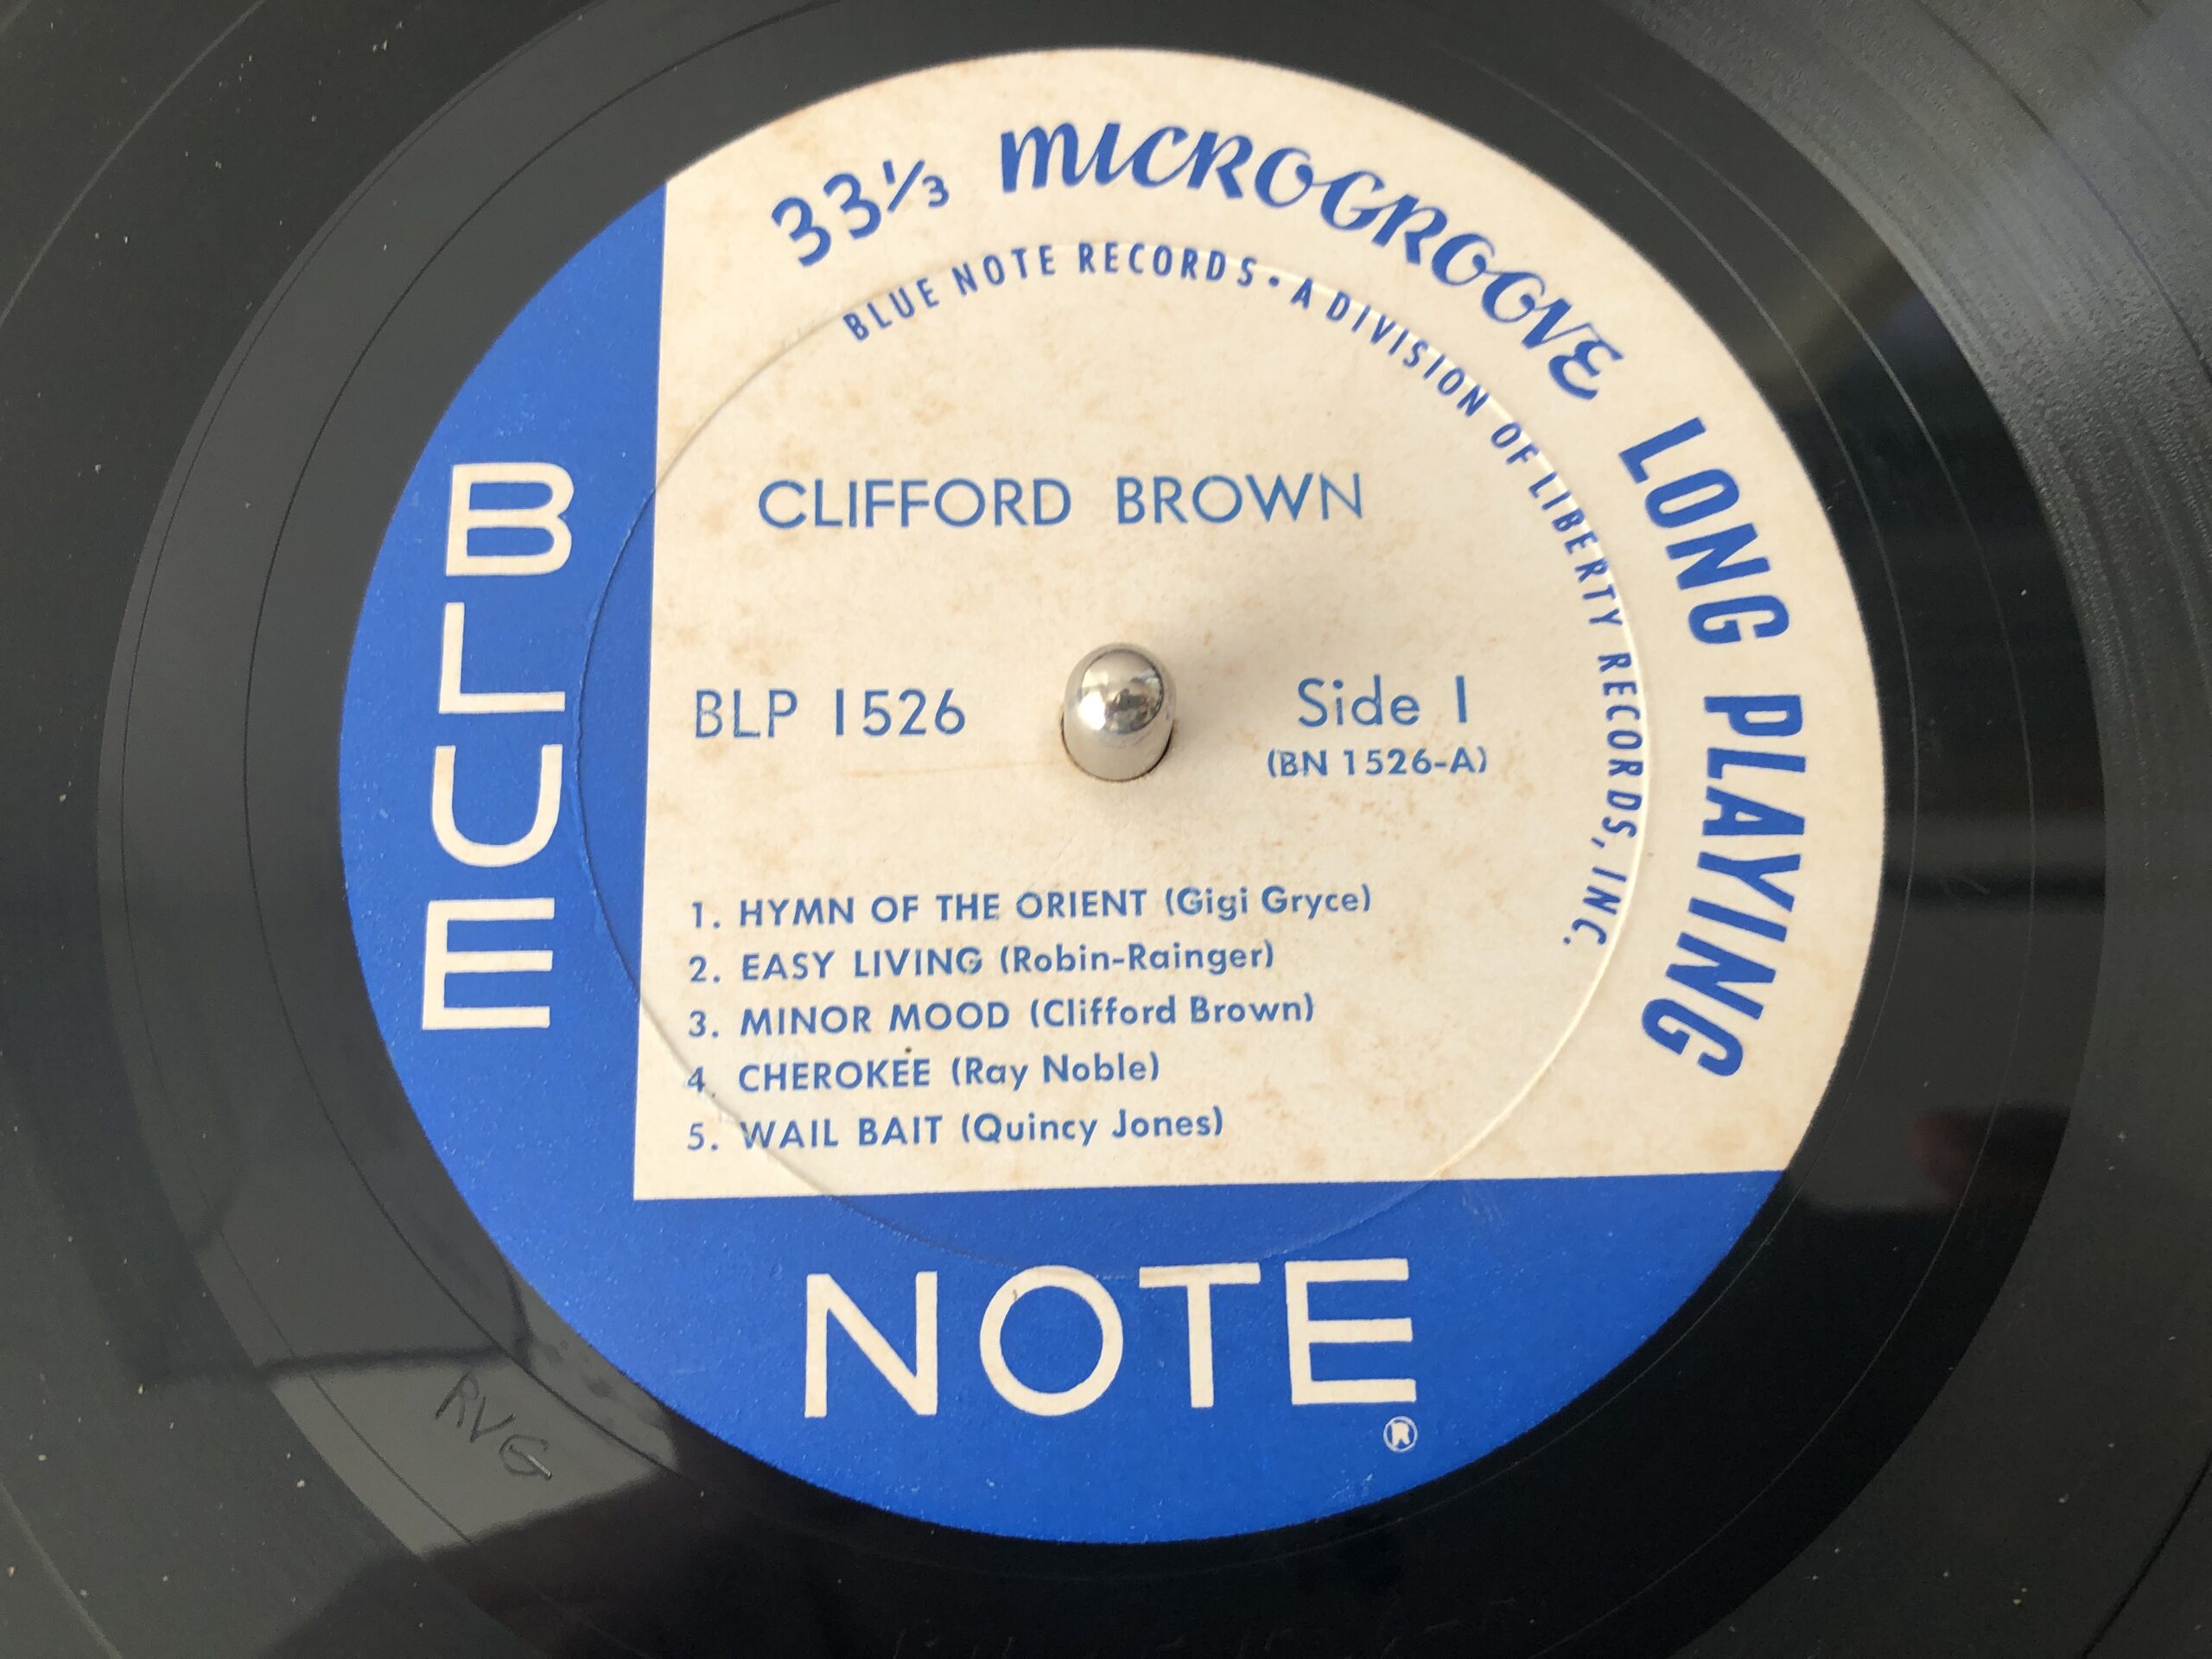 33⅓ MICROGROOVE LONG PLAYING
BLUE NOTE RECORDS • A DIVISION OF LIBERTY RECORDS, INC.
CLIFFORD BROWN
BLP 1526
Side 1
(BN 1526-A)
1. HYMN OF THE ORIENT (Gigi Gryce)
2. EASY LIVING (Robin-Rainger)
3. MINOR MOOD (Clifford Brown)
4. CHEROKEE (Ray Noble)
5. WAIL BAIT (Quincy Jones)
BLUE
NOTE
®
RVG